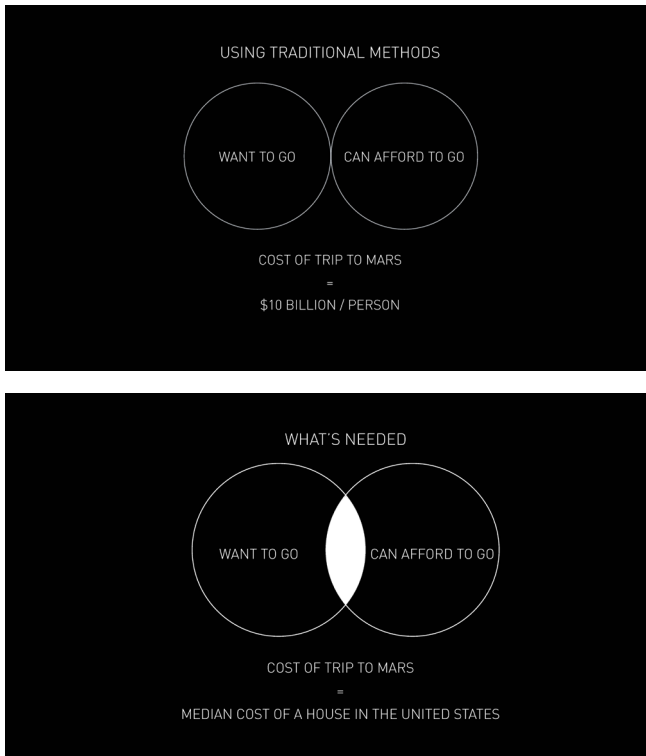 USING TRADITIONAL METHODS
WANT TO GO
CAN AFFORD TO GO
COST OF TRIP TO MARS
=
$10 BILLION / PERSON
WHAT'S NEEDED
WANT TO GO
CAN AFFORD TO GO
COST OF TRIP TO MARS
=
MEDIAN COST OF A HOUSE IN THE UNITED STATES